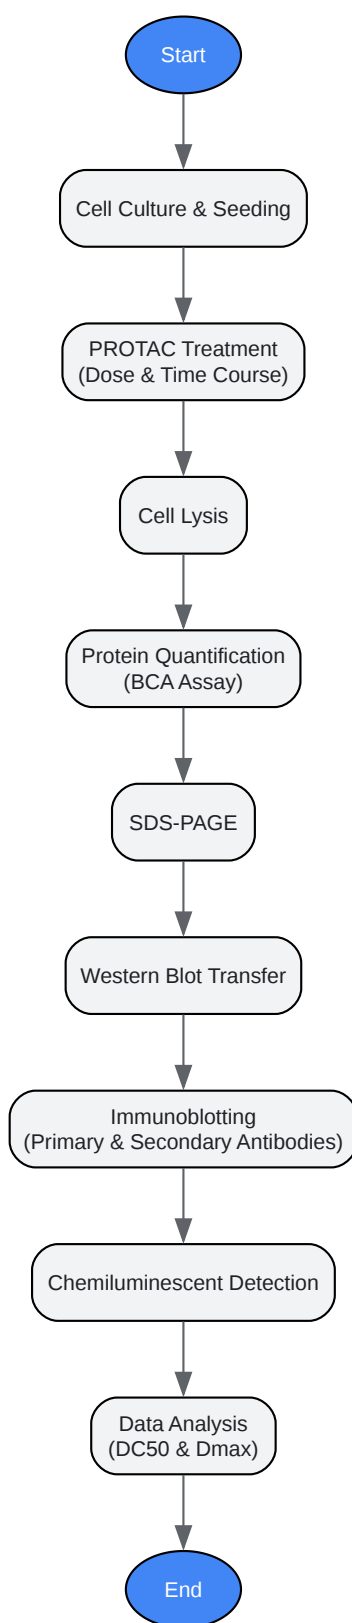 Start
Cell Culture & Seeding
PROTAC Treatment
(Dose & Time Course)
Cell Lysis
Protein Quantification
(BCA Assay)
SDS-PAGE
Western Blot Transfer
Immunoblotting
(Primary & Secondary Antibodies)
Chemiluminescent Detection
Data Analysis
(DC50 & Dmax)
End